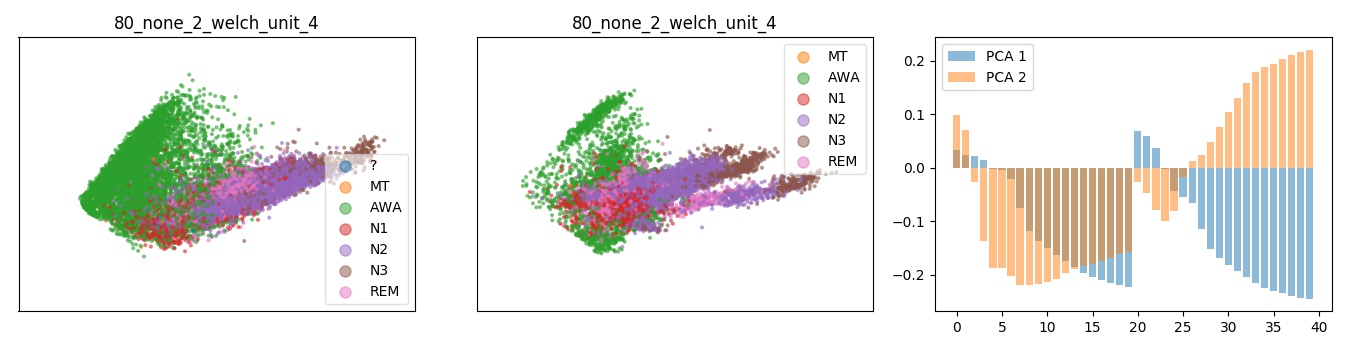 80_none_2_welch_unit_4
?
MT
AWA
N1
N2
N3
REM
80_none_2_welch_unit_4
MT
AWA
N1
N2
N3
REM
PCA 1
PCA 2
0.2
0.1
0.0
−0.1
−0.2
0 5 10 15 20 25 30 35 40